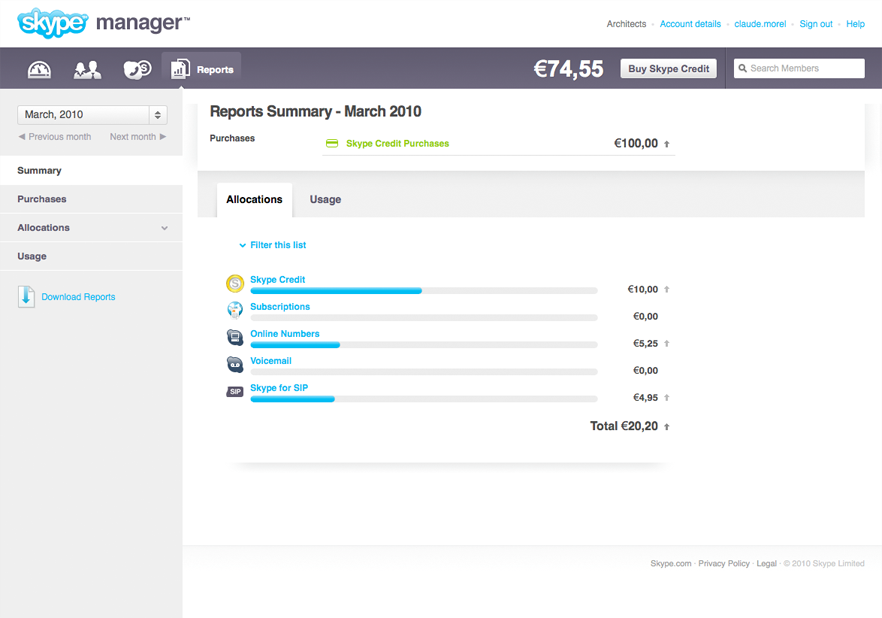 skype manager™
Architects · Account details · claude.morel · Sign out · Help
Reports
€74,55
Buy Skype Credit
Search Members
March, 2010
◀ Previous month Next month ▶
Summary
Purchases
Allocations
Usage
Download Reports
Reports Summary - March 2010
Purchases
Skype Credit Purchases €100,00
Allocations Usage
Filter this list
Skype Credit €10,00
Subscriptions €0,00
Online Numbers €5,25
Voicemail €0,00
SIP Skype for SIP €4,95
Total €20,20
Skype.com · Privacy Policy · Legal · © 2010 Skype Limited